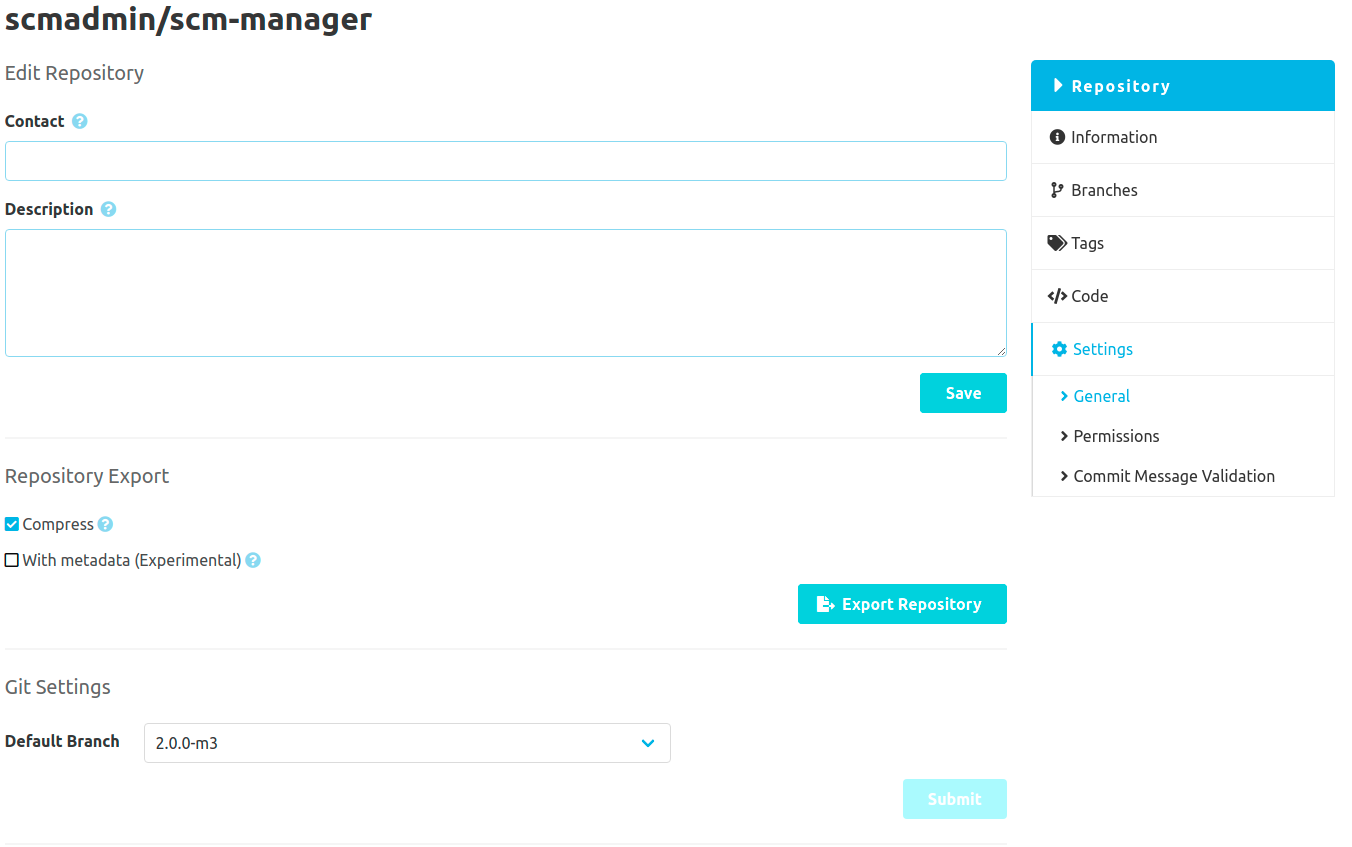 scmadmin/scm-manager
Edit Repository
Contact ?
Description ?
Save
Repository Export
Compress ?
With metadata (Experimental) ?
Export Repository
Git Settings
Default Branch
2.0.0-m3
Submit
Repository
Information
Branches
Tags
Code
Settings
General
Permissions
Commit Message Validation